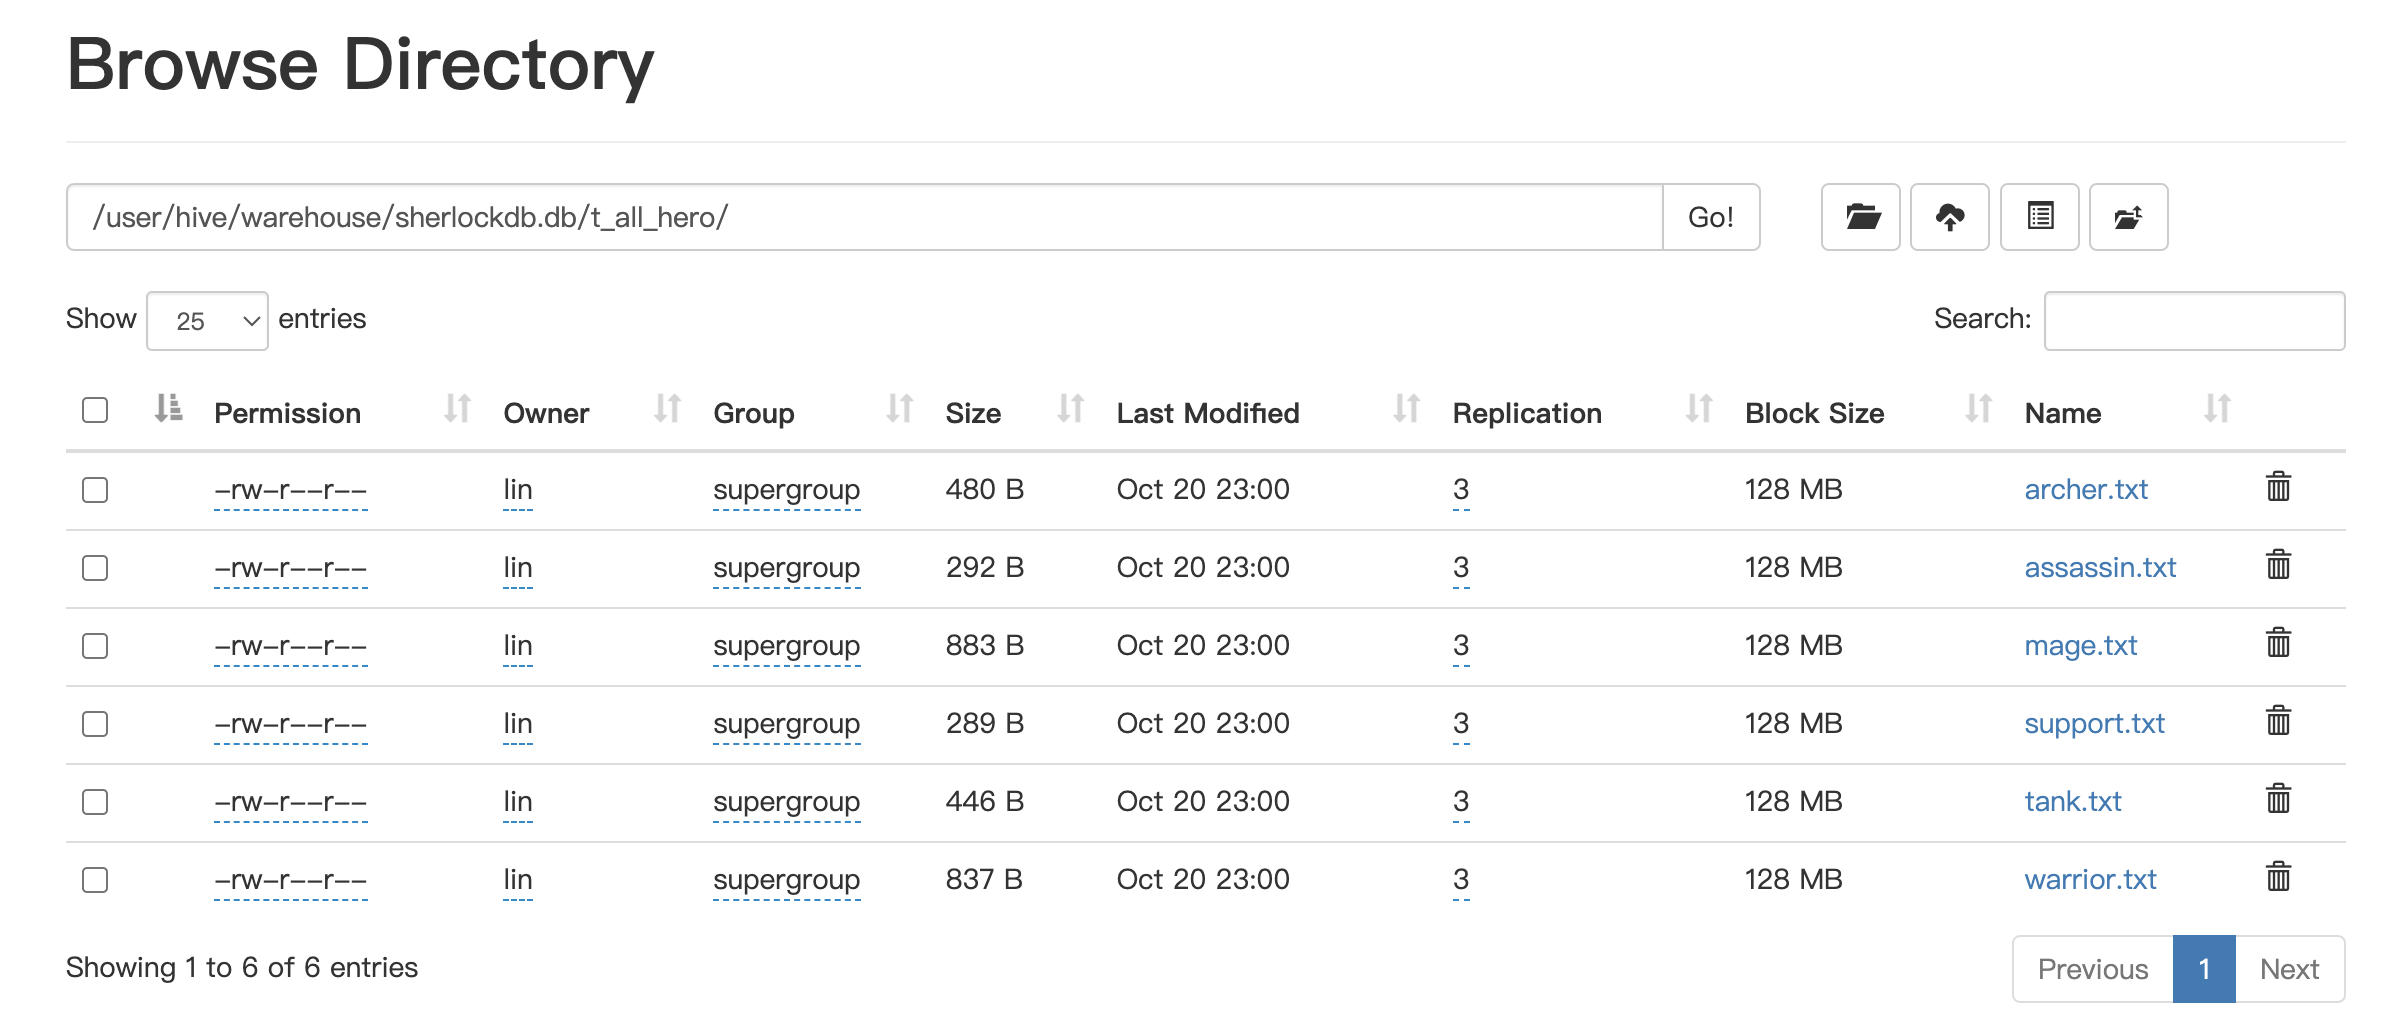 Browse Directory
/user/hive/warehouse/sherlockdb.db/t_all_hero/ Go!
Show 25 entries Search:
Permission Owner Group Size Last Modified Replication Block Size Name
-rw-r--r-- lin supergroup 480 B Oct 20 23:00 3 128 MB archer.txt
-rw-r--r-- lin supergroup 292 B Oct 20 23:00 3 128 MB assassin.txt
-rw-r--r-- lin supergroup 883 B Oct 20 23:00 3 128 MB mage.txt
-rw-r--r-- lin supergroup 289 B Oct 20 23:00 3 128 MB support.txt
-rw-r--r-- lin supergroup 446 B Oct 20 23:00 3 128 MB tank.txt
-rw-r--r-- lin supergroup 837 B Oct 20 23:00 3 128 MB warrior.txt
Showing 1 to 6 of 6 entries Previous 1 Next